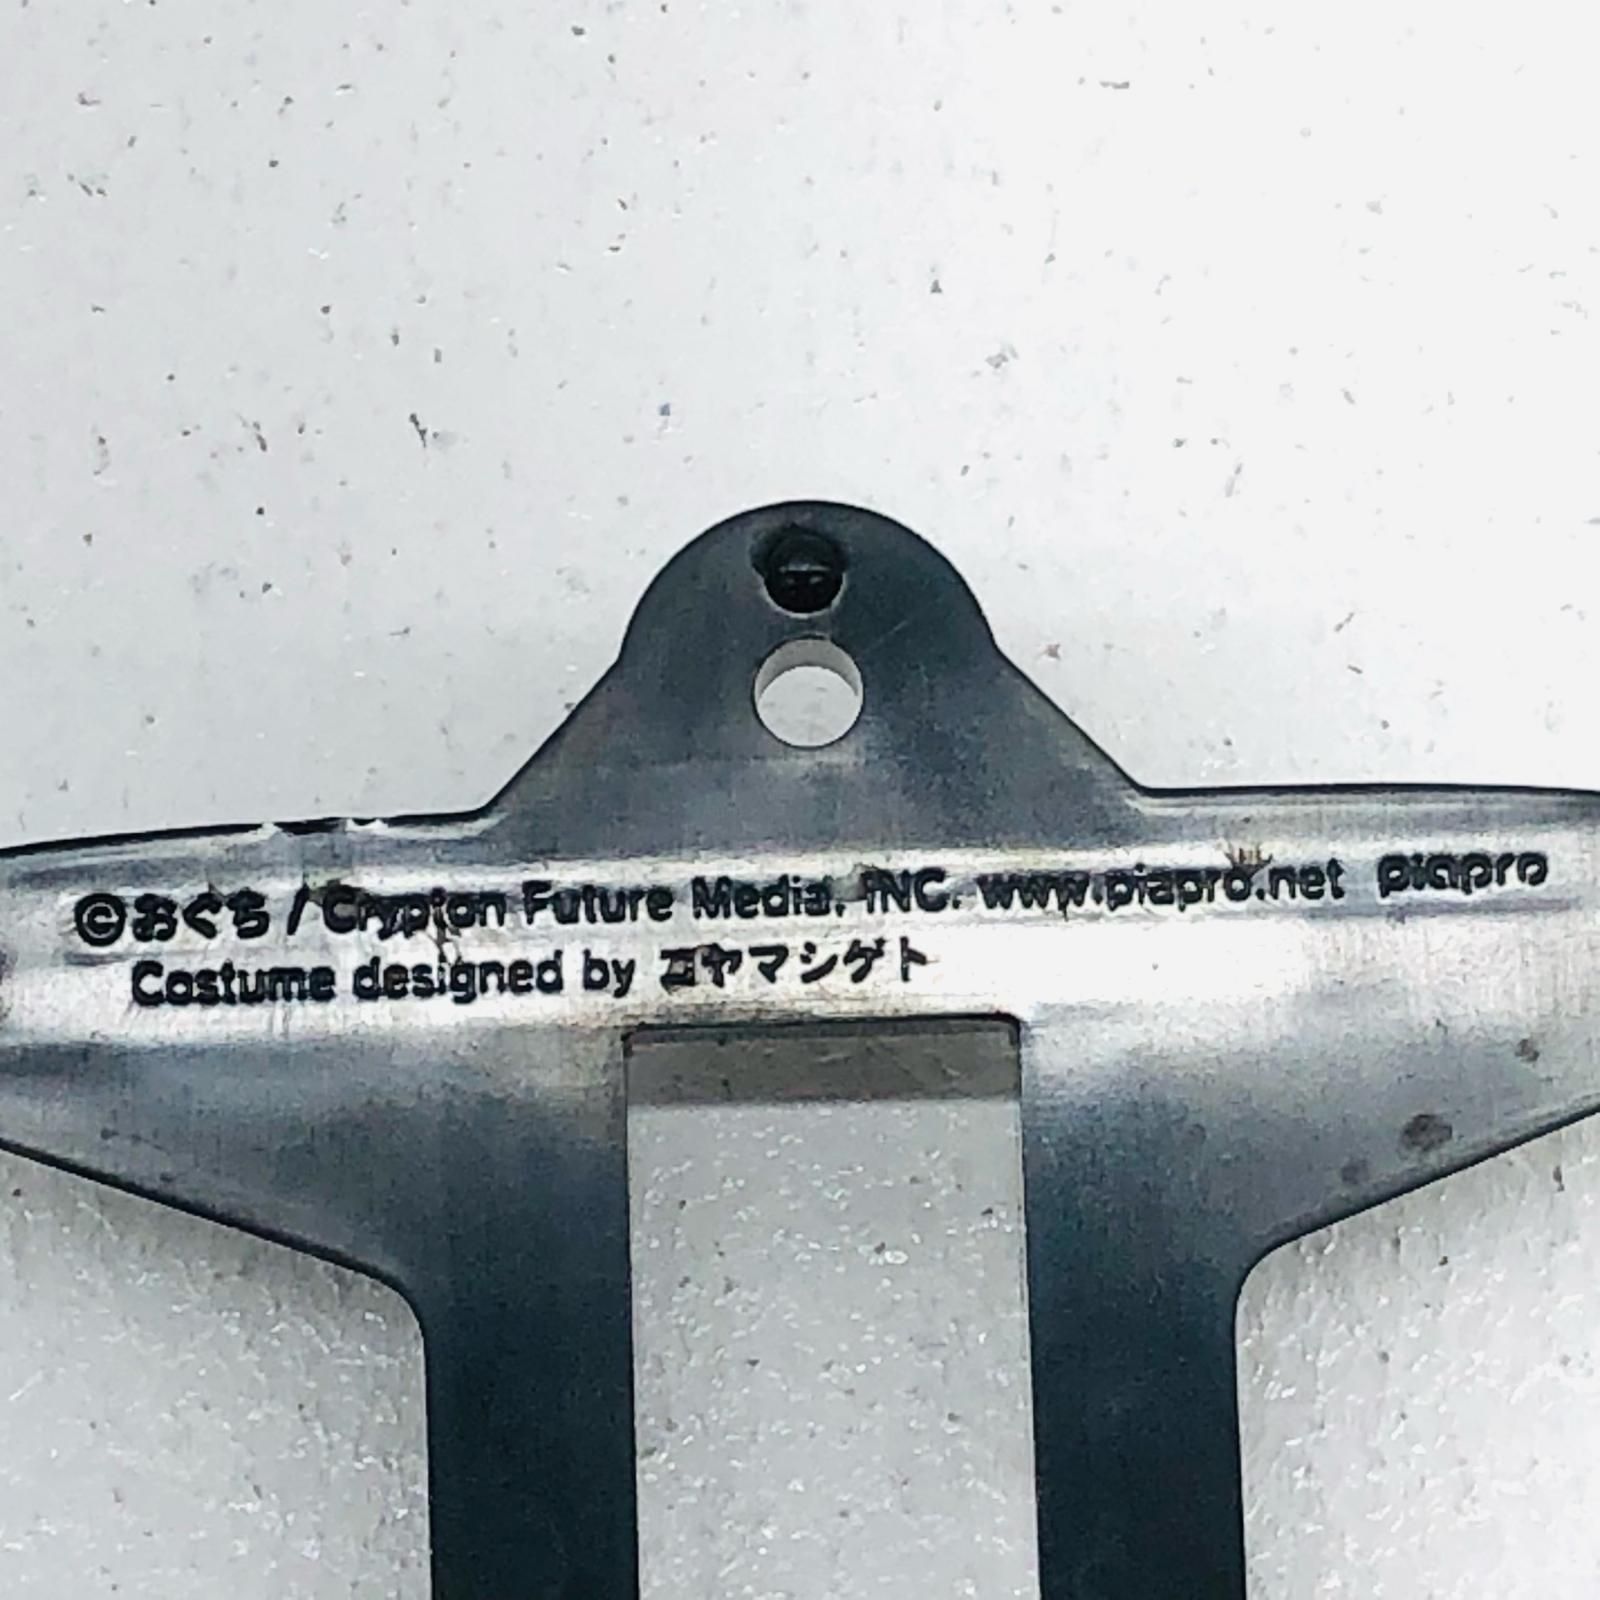 ©おぐち / Crypton Future Media, INC. www.piapro.net piapro
Costume designed by コヤマシゲト